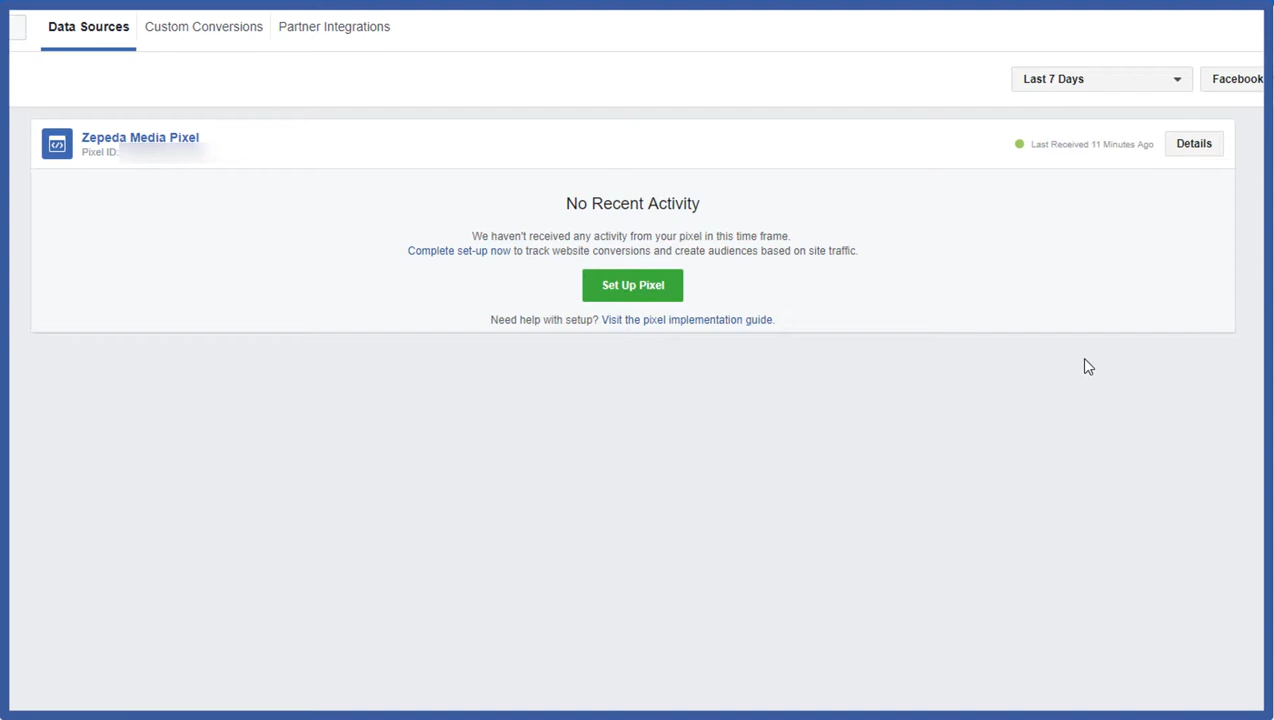 Data Sources
Custom Conversions
Partner Integrations
Last 7 Days
Facebook
Zepeda Media Pixel
Pixel ID:
Last Received 11 Minutes Ago
Details
No Recent Activity
We haven't received any activity from your pixel in this time frame.
Complete set-up now to track website conversions and create audiences based on site traffic.
Set Up Pixel
Need help with setup? Visit the pixel implementation guide.